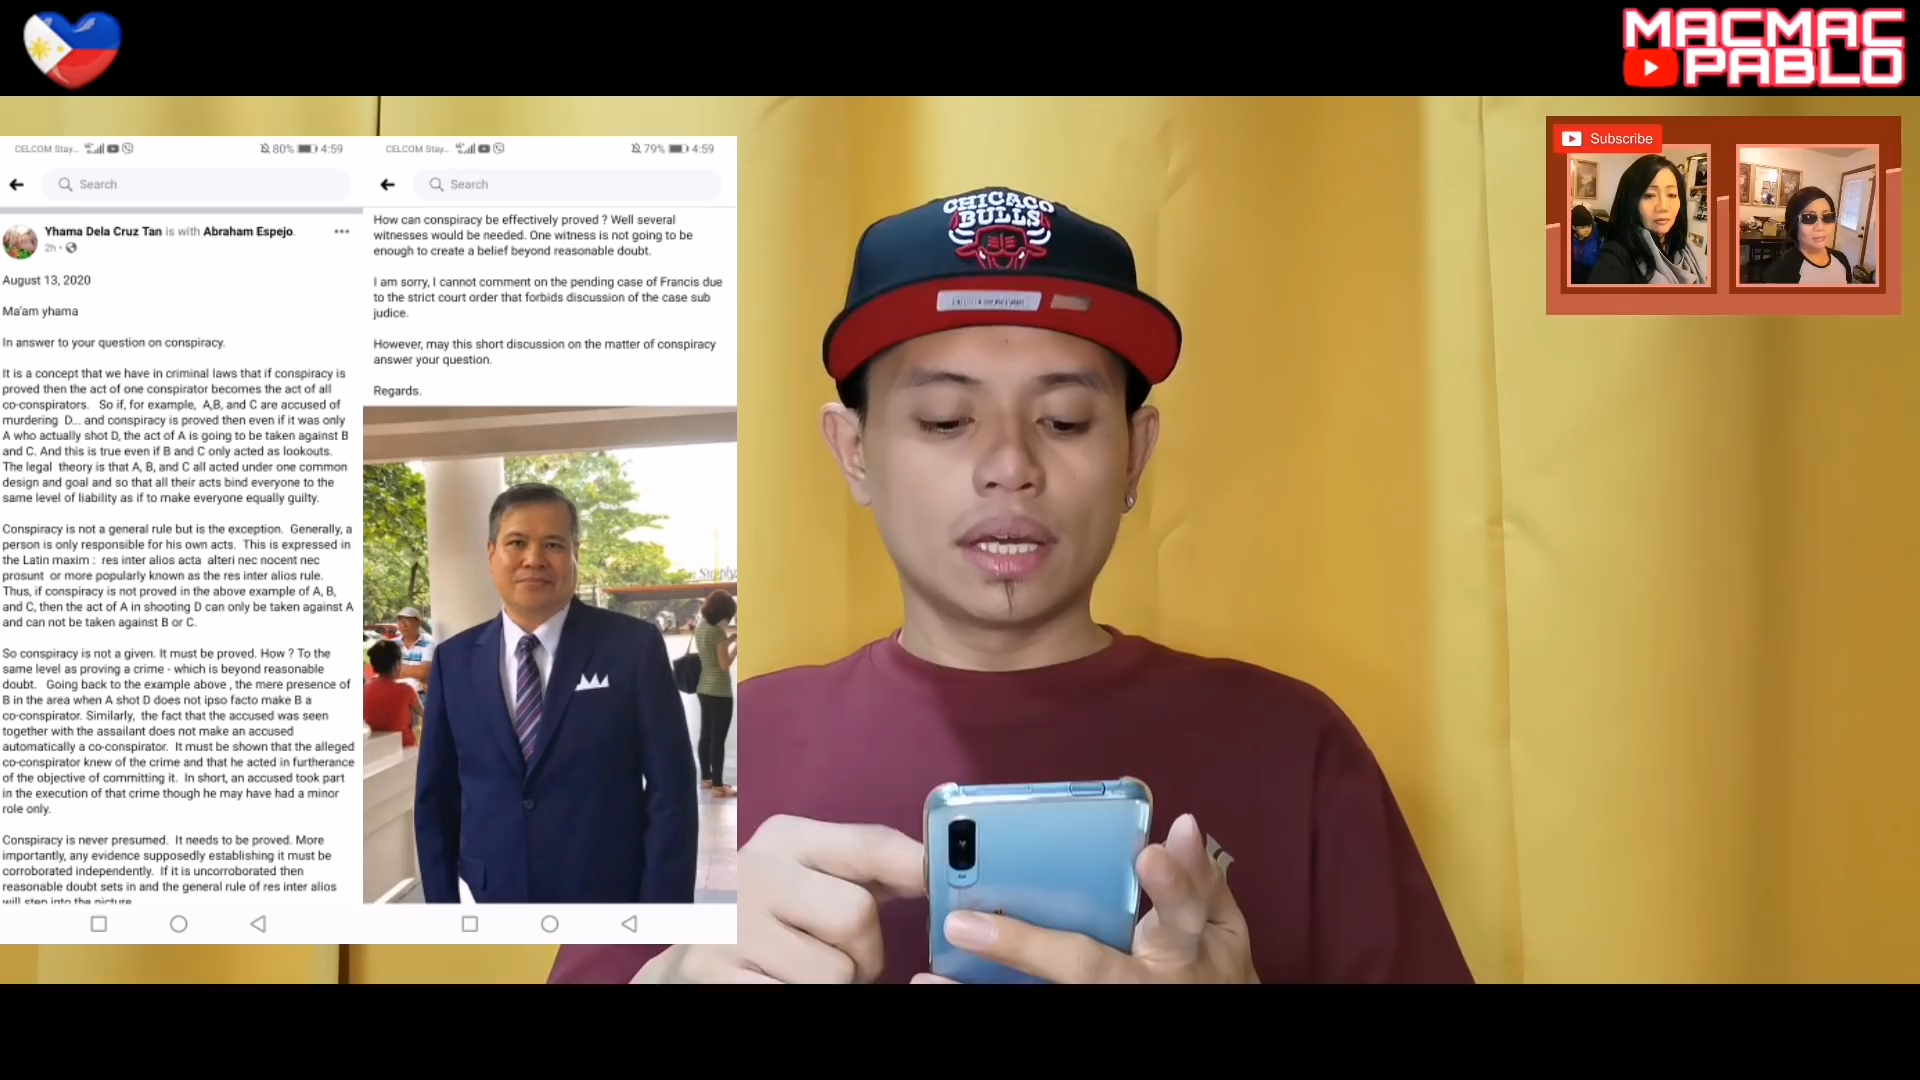 MACMAC
PABLO
Subscribe
CELCOM Stay...
80%
4:59
Search
Yhama Dela Cruz Tan is with Abraham Espejo.
2h
August 13, 2020
Ma'am yhama
In answer to your question on conspiracy.
It is a concept that we have in criminal laws that if conspiracy is
proved then the act of one conspirator becomes the act of all
co-conspirators. So if, for example, A,B, and C are accused of
murdering D... and conspiracy is proved then even if it was only
A who actually shot D, the act of A is going to be taken against B
and C. And this is true even if B and C only acted as lookouts.
The legal theory is that A, B, and C all acted under one common
design and goal and so that all their acts bind everyone to the
same level of liability as if to make everyone equally guilty.
Conspiracy is not a general rule but is the exception. Generally, a
person is only responsible for his own acts. This is expressed in
the Latin maxim : res inter alios acta alteri nec nocent nec
prosunt or more popularly known as the res inter alios rule.
Thus, if conspiracy is not proved in the above example of A, B,
and C, then the act of A in shooting D can only be taken against A
and can not be taken against B or C.
So conspiracy is not a given. It must be proved. How ? To the
same level as proving a crime - which is beyond reasonable
doubt. Going back to the example above , the mere presence of
B in the area when A shot D does not ipso facto make B a
co-conspirator. Similarly, the fact that the accused was seen
together with the assailant does not make an accused
automatically a co-conspirator. It must be shown that the alleged
co-conspirator knew of the crime and that he acted in furtherance
of the objective of committing it. In short, an accused took part
in the execution of that crime though he may have had a minor
role only.
Conspiracy is never presumed. It needs to be proved. More
importantly, any evidence supposedly establishing it must be
corroborated independently. If it is uncorroborated then
reasonable doubt sets in and the general rule of res inter alios
will step into the picture.
CELCOM Stay...
79%
4:59
Search
How can conspiracy be effectively proved ? Well several
witnesses would be needed. One witness is not going to be
enough to create a belief beyond reasonable doubt.
I am sorry, I cannot comment on the pending case of Francis due
to the strict court order that forbids discussion of the case sub
judice.
However, may this short discussion on the matter of conspiracy
answer your question.
Regards.
Simply
CHICAGO
BULLS